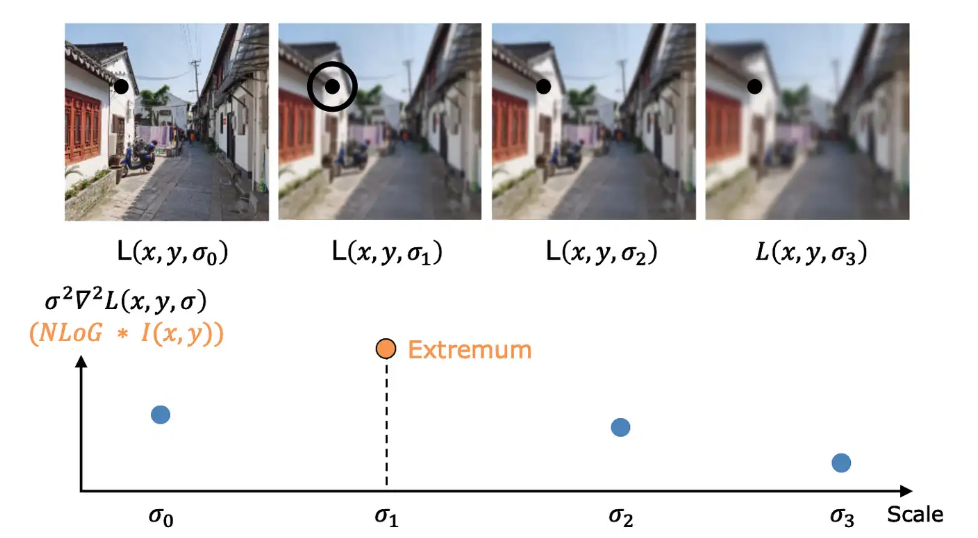 L(x, y, σ₀) L(x, y, σ₁) L(x, y, σ₂) L(x, y, σ₃)
σ²∇²L(x, y, σ)
(NLoG * I(x, y))
Extremum
σ₀ σ₁ σ₂ σ₃ Scale